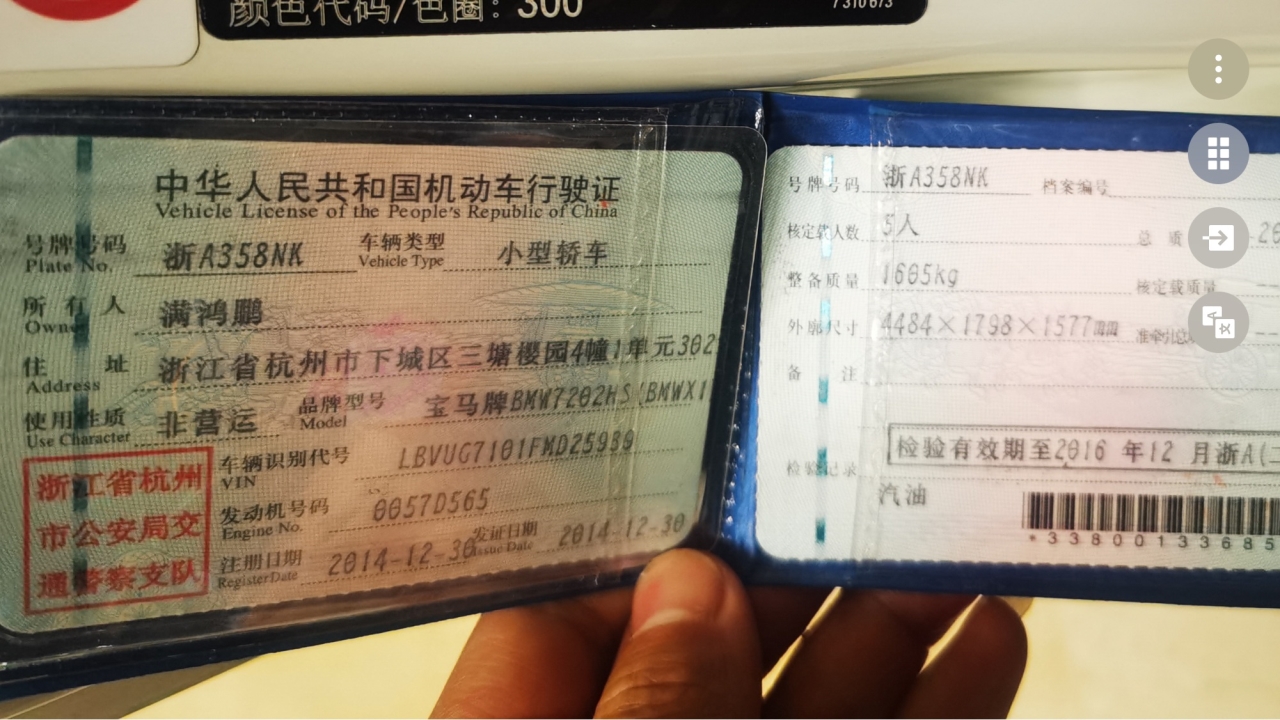 颜色代码/色圈：300
7310673
中华人民共和国机动车行驶证
Vehicle License of the People's Republic of China
号牌号码 浙A358NK 车辆类型 小型轿车
Plate No. Vehicle Type
所有人 满鸿鹏
Owner
住址 浙江省杭州市下城区三塘樱园4幢1单元302
Address
使用性质 非营运 品牌型号 宝马牌BMW7202HS(BMWX1
Use Character Model
浙江省杭州
市公安局交
通警察支队
车辆识别代号 LBVUG7101FMD25939
VIN
发动机号码 0057D565
Engine No.
注册日期 2014-12-30 发证日期 2014-12-30
Register Date Issue Date
号牌号码 浙A358NK 档案编号
核定载人数 5人 总质
整备质量 1605kg 核定载质量
外廓尺寸 4484×1798×1577mm 准牵引总
备注
检验记录 检验有效期至2016 年12 月浙A(
汽油
*33800133685